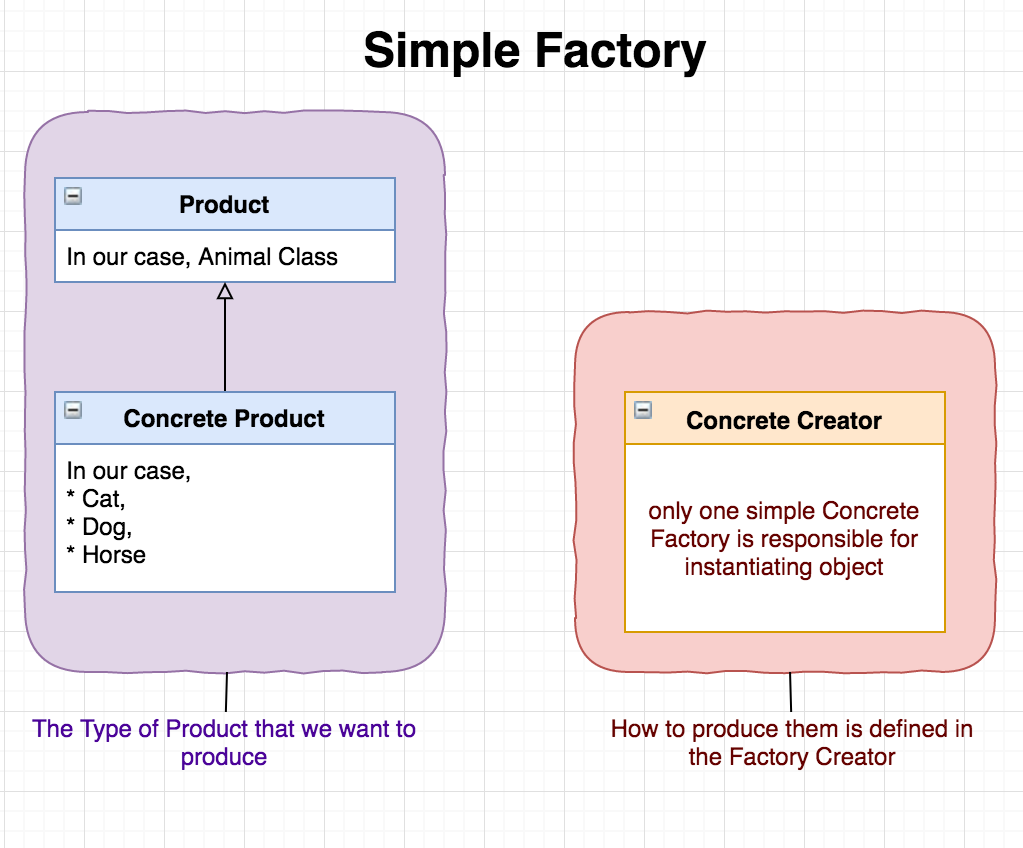 Simple Factory
Product
In our case, Animal Class
Concrete Product
In our case,
* Cat,
* Dog,
* Horse
The Type of Product that we want to
produce
Concrete Creator
only one simple Concrete
Factory is responsible for
instantiating object
How to produce them is defined in
the Factory Creator